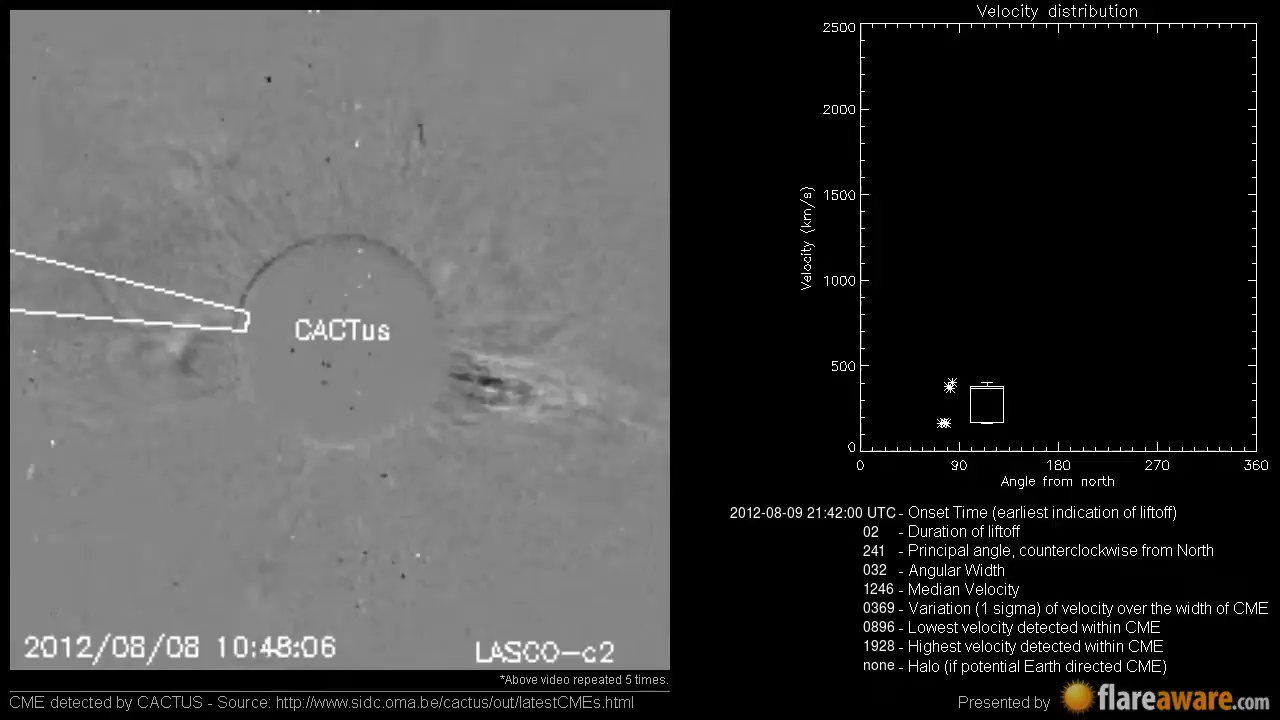 CACTus
2012/08/08 10:48:06
LASCO-c2
*Above video repeated 5 times.
CME detected by CACTUS - Source: http://www.sidc.oma.be/cactus/out/latestCMEs.html
Velocity distribution
2500
2000
1500
1000
500
0
Velocity (km/s)
0 90 180 270 360
Angle from north
2012-08-09 21:42:00 UTC - Onset Time (earliest indication of liftoff)
02 - Duration of liftoff
241 - Principal angle, counterclockwise from North
032 - Angular Width
1246 - Median Velocity
0369 - Variation (1 sigma) of velocity over the width of CME
0896 - Lowest velocity detected within CME
1928 - Highest velocity detected within CME
none - Halo (if potential Earth directed CME)
Presented by flareaware.com